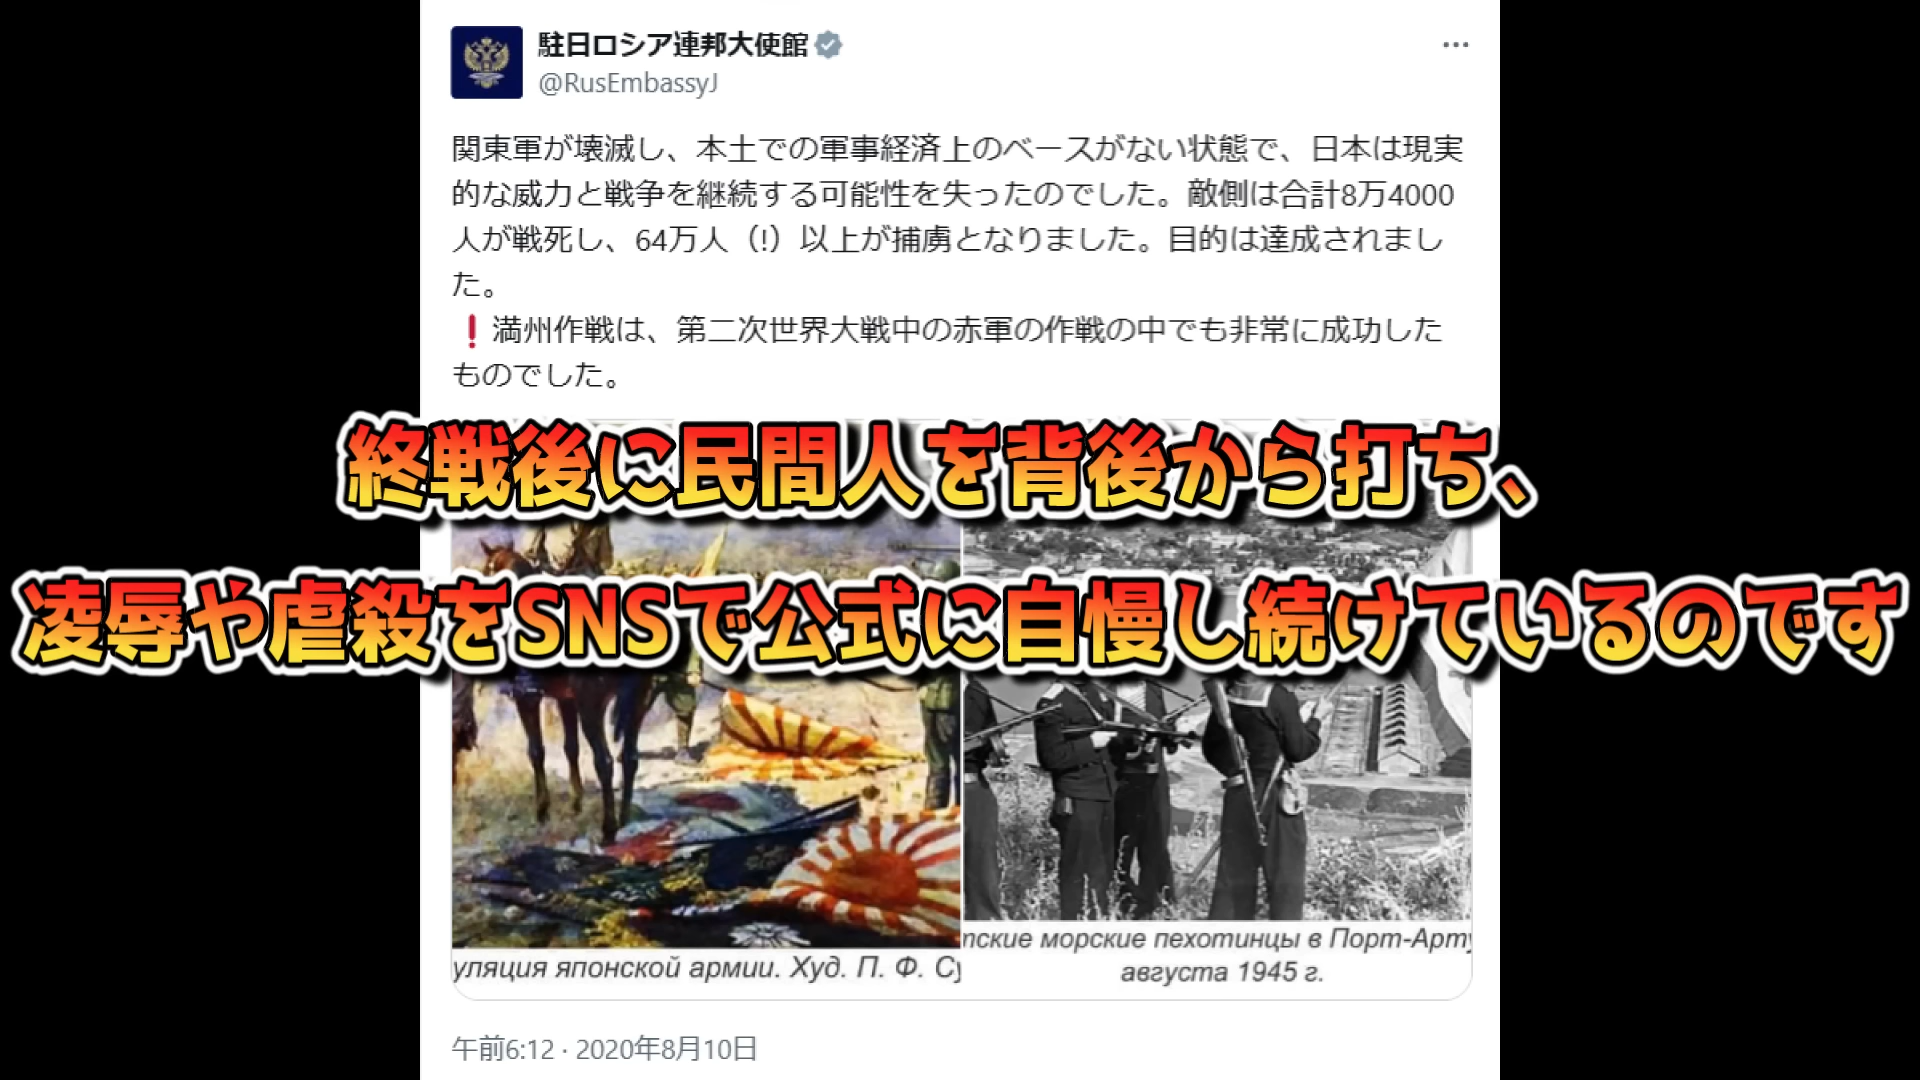 駐日ロシア連邦大使館
@RusEmbassyJ
関東軍が壊滅し、本土での軍事経済上のベースがない状態で、日本は現実
的な威力と戦争を継続する可能性を失ったのでした。敵側は合計8万4000
人が戦死し、64万人（!）以上が捕虜となりました。目的は達成されまし
た。
❗満州作戦は、第二次世界大戦中の赤軍の作戦の中でも非常に成功した
ものでした。
終戦後に民間人を背後から打ち、
凌辱や虐殺をSNSで公式に自慢し続けているのです
уляция японской армии. Худ. П. Ф.
тские морские пехотинцы в Порт-Арту
августа 1945 г.
午前6:12 · 2020年8月10日